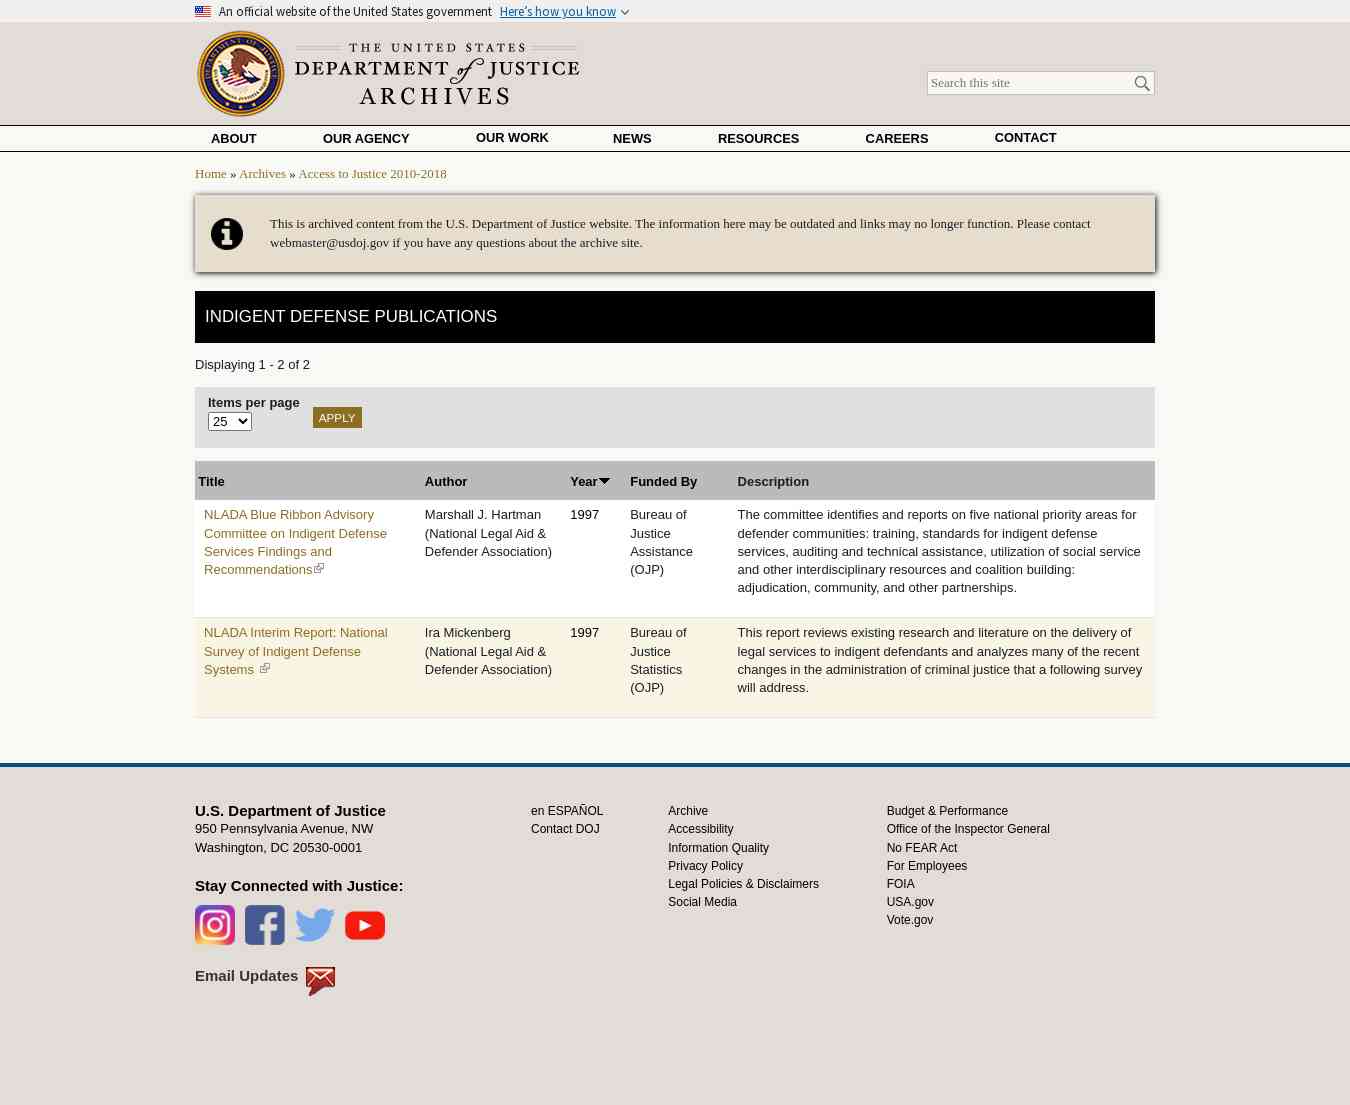 An official website of the United States government Here's how you know
THE UNITED STATES
DEPARTMENT of JUSTICE
ARCHIVES
Search this site
ABOUT OUR AGENCY OUR WORK NEWS RESOURCES CAREERS CONTACT
Home » Archives » Access to Justice 2010-2018
This is archived content from the U.S. Department of Justice website. The information here may be outdated and links may no longer function. Please contact
webmaster@usdoj.gov if you have any questions about the archive site.
INDIGENT DEFENSE PUBLICATIONS
Displaying 1 - 2 of 2
Items per page
25 APPLY
Title Author Year Funded By Description
NLADA Blue Ribbon Advisory
Committee on Indigent Defense
Services Findings and
Recommendations
Marshall J. Hartman
(National Legal Aid &
Defender Association)
1997
Bureau of
Justice
Assistance
(OJP)
The committee identifies and reports on five national priority areas for
defender communities: training, standards for indigent defense
services, auditing and technical assistance, utilization of social service
and other interdisciplinary resources and coalition building:
adjudication, community, and other partnerships.
NLADA Interim Report: National
Survey of Indigent Defense
Systems
Ira Mickenberg
(National Legal Aid &
Defender Association)
1997
Bureau of
Justice
Statistics
(OJP)
This report reviews existing research and literature on the delivery of
legal services to indigent defendants and analyzes many of the recent
changes in the administration of criminal justice that a following survey
will address.
U.S. Department of Justice
950 Pennsylvania Avenue, NW
Washington, DC 20530-0001
Stay Connected with Justice:
Email Updates
en ESPAÑOL
Contact DOJ
Archive
Accessibility
Information Quality
Privacy Policy
Legal Policies & Disclaimers
Social Media
Budget & Performance
Office of the Inspector General
No FEAR Act
For Employees
FOIA
USA.gov
Vote.gov